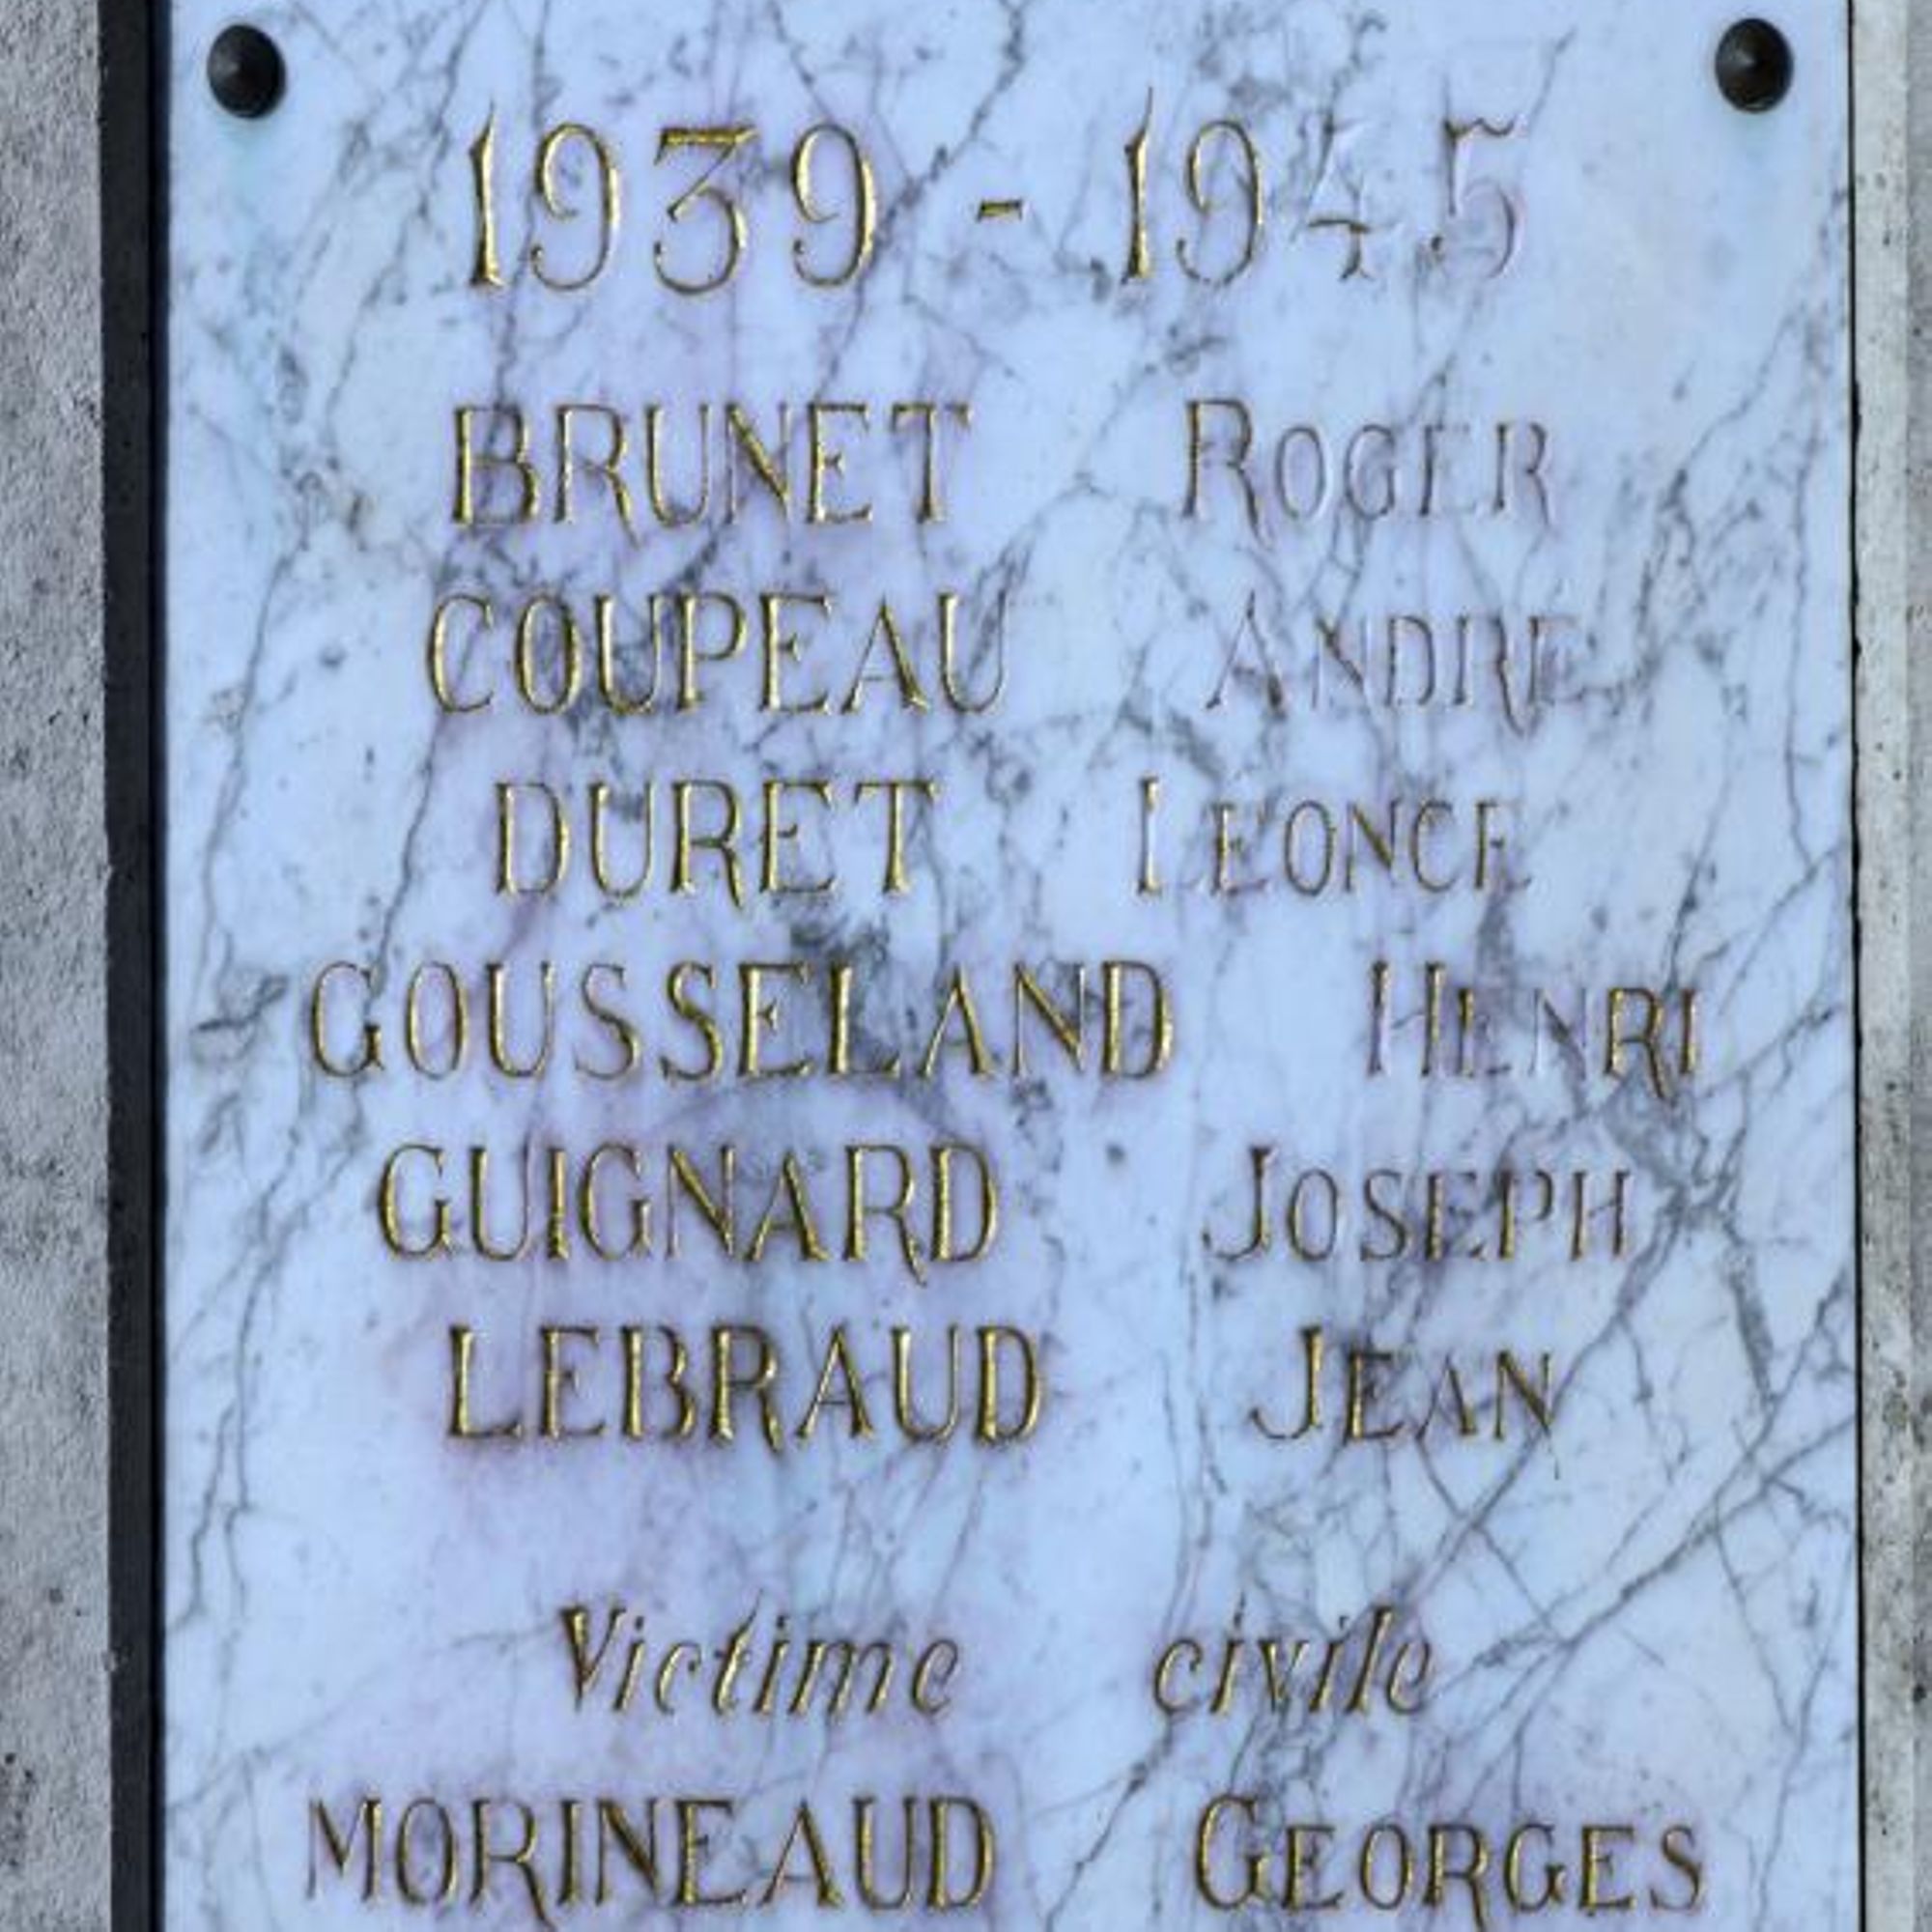 1939 - 1945
BRUNET ROGER
COUPEAU ANDRE
DURET LEONCE
GOUSSELAND HENRI
GUIGNARD JOSEPH
LEBRAUD JEAN
Victime civile
MORINEAUD GEORGES